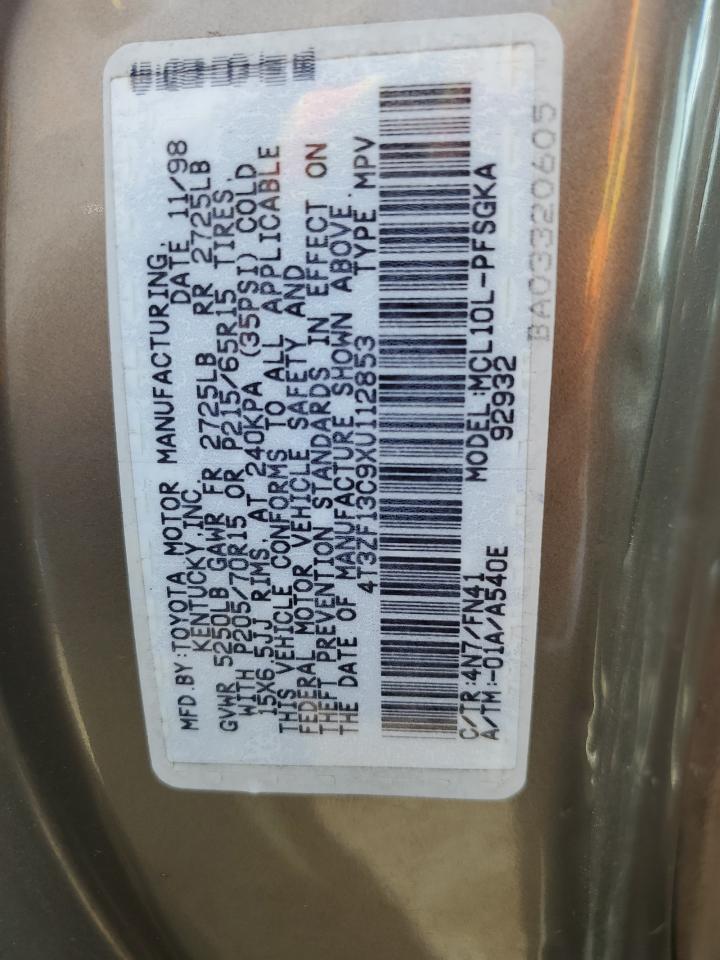 MFD.BY:TOYOTA MOTOR MANUFACTURING,
KENTUCKY,INC. DATE 11/98
GVWR 5250LB GAWR FR 2725LB RR 2725LB
WITH P205/70R15 OR P215/65R15 TIRES,
15X6.5JJ RIMS, AT 240KPA (35PSI) COLD
THIS VEHICLE CONFORMS TO ALL APPLICABLE
FEDERAL MOTOR VEHICLE SAFETY AND
THEFT PREVENTION STANDARDS IN EFFECT ON
THE DATE OF MANUFACTURE SHOWN ABOVE.
4T3ZF13C9XU112853 TYPE MPV
C/TR:4N7/FN41 MODEL:MCL10L-PFSGKA
A/TM:-01A/A540E 92932
BA03320605